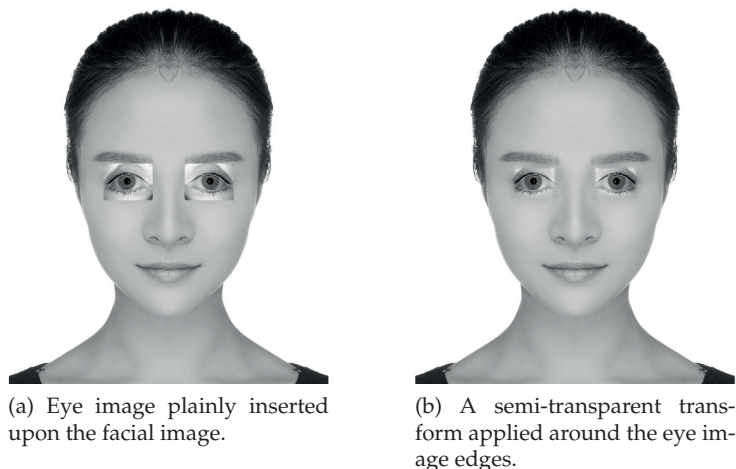 (a) Eye image plainly inserted
upon the facial image.
(b) A semi-transparent trans-
form applied around the eye im-
age edges.